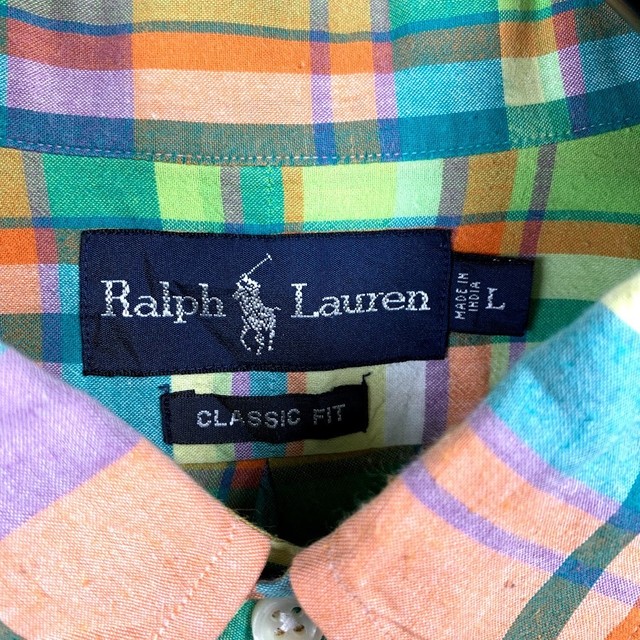 Ralph Lauren
MADE IN
INDIA
L
CLASSIC FIT